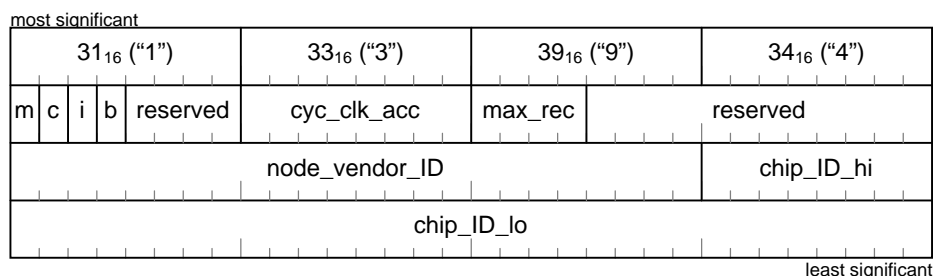 most significant
31₁₆ (“1”) 33₁₆ (“3”) 39₁₆ (“9”) 34₁₆ (“4”)
m c i b reserved cyc_clk_acc max_rec reserved
node_vendor_ID chip_ID_hi
chip_ID_lo
least significant